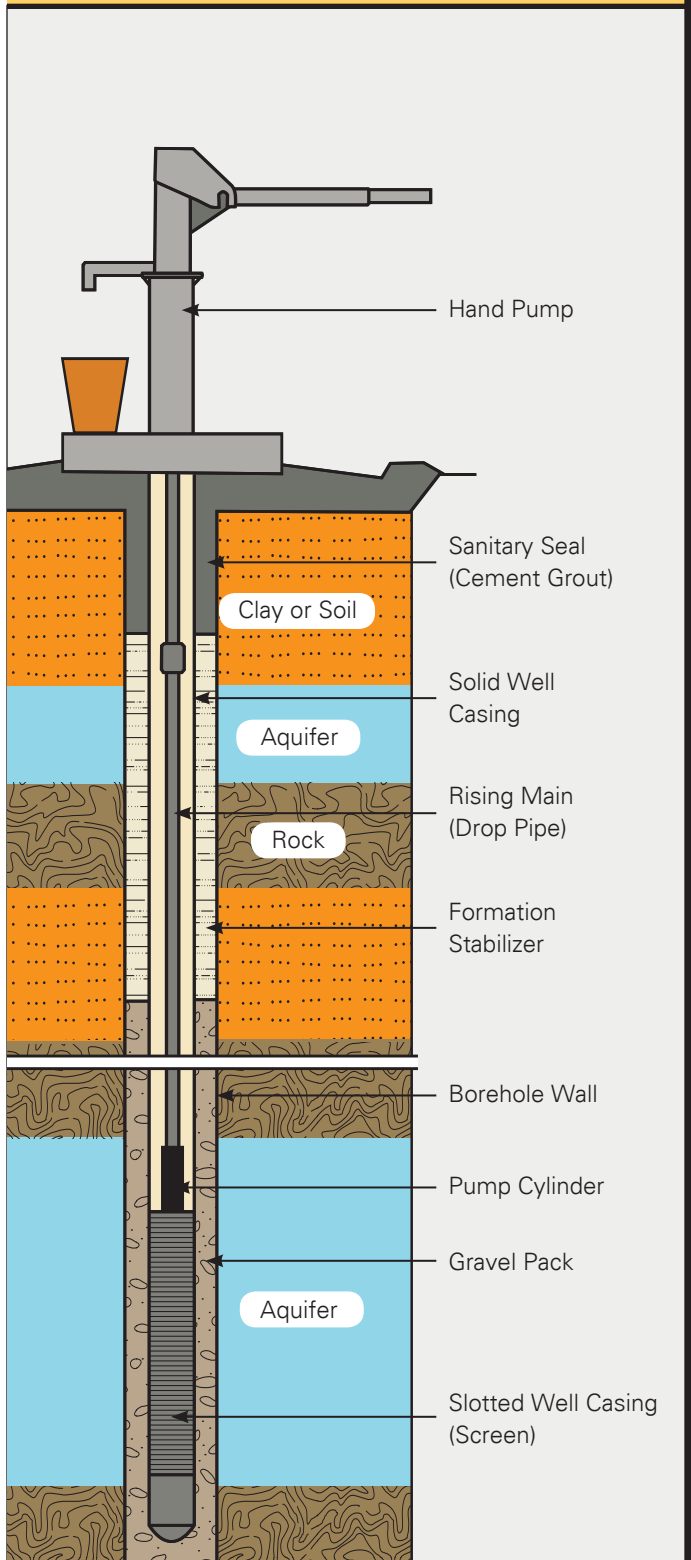 Hand Pump
Sanitary Seal
(Cement Grout)
Clay or Soil
Solid Well
Casing
Aquifer
Rising Main
(Drop Pipe)
Rock
Formation
Stabilizer
Borehole Wall
Pump Cylinder
Gravel Pack
Aquifer
Slotted Well Casing
(Screen)